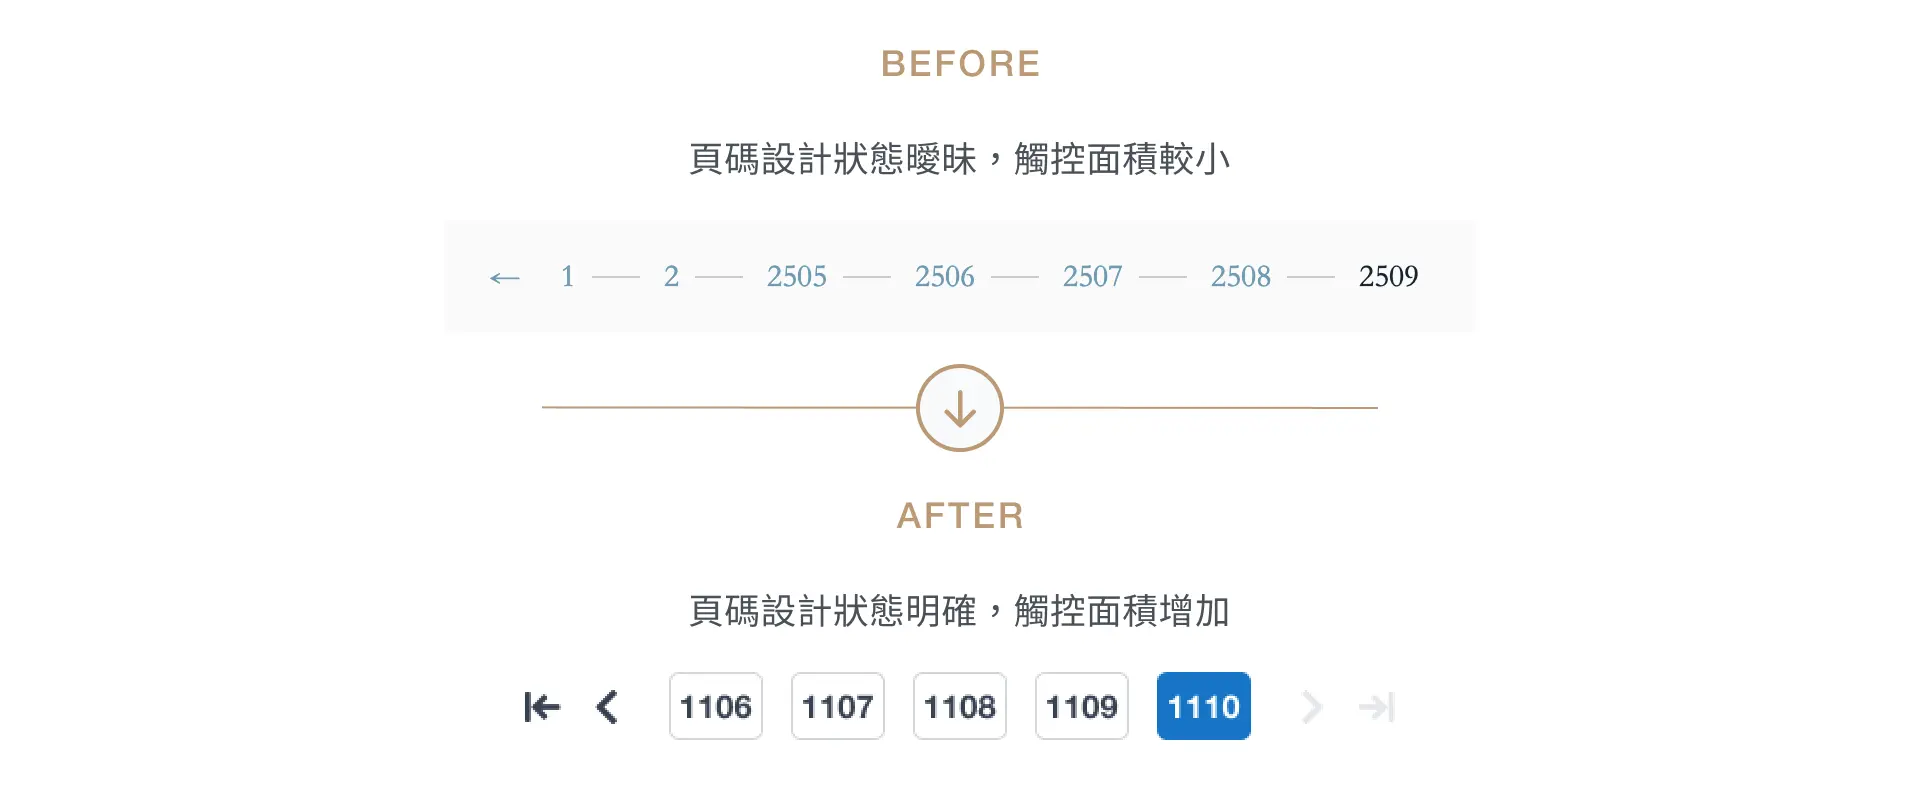 BEFORE
頁碼設計狀態曖昧，觸控面積較小
← 1 — 2 — 2505 — 2506 — 2507 — 2508 — 2509
AFTER
頁碼設計狀態明確，觸控面積增加
1106 1107 1108 1109 1110